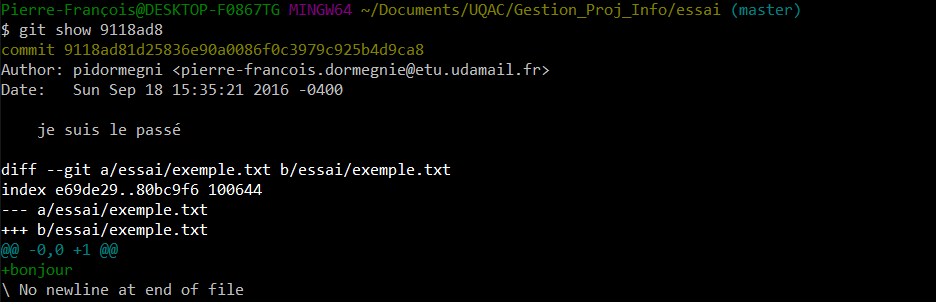 Pierre-François@DESKTOP-F0867TG MINGW64 ~/Documents/UQAC/Gestion_Proj_Info/essai (master)
$ git show 9118ad8
commit 9118ad81d25836e90a0086f0c3979c925b4d9ca8
Author: pidormegni <pierre-francois.dormegnie@etu.udamail.fr>
Date:   Sun Sep 18 15:35:21 2016 -0400
    je suis le passé
diff --git a/essai/exemple.txt b/essai/exemple.txt
index e69de29..80bc9f6 100644
--- a/essai/exemple.txt
+++ b/essai/exemple.txt
@@ -0,0 +1 @@
+bonjour
\ No newline at end of file